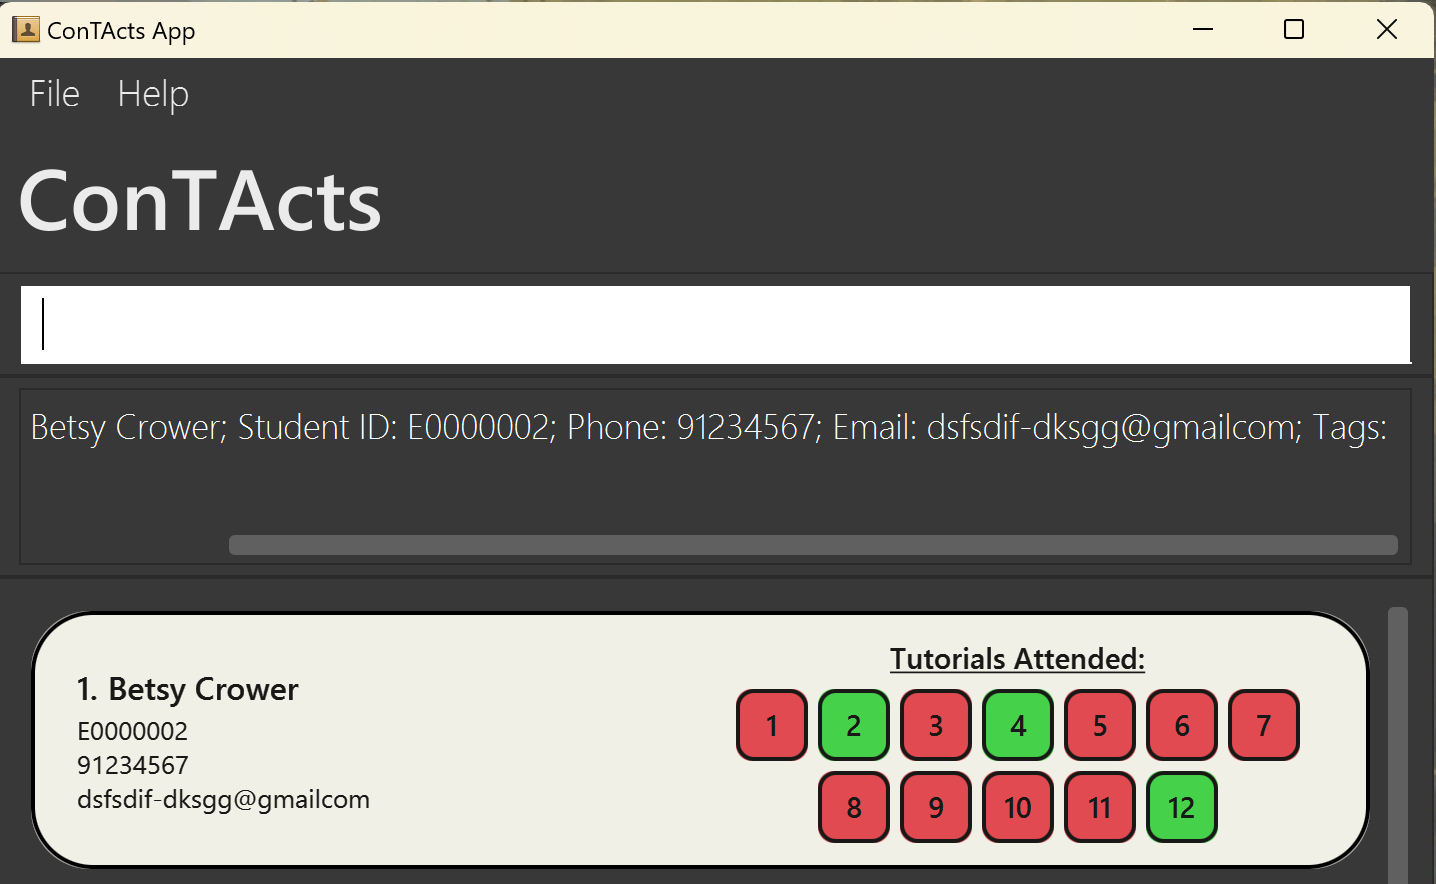 ConTActs App
File Help
ConTActs
Betsy Crower; Student ID: E0000002; Phone: 91234567; Email: dsfsdif-dksgg@gmailcom; Tags:
Tutorials Attended:
1. Betsy Crower
E0000002
91234567
dsfsdif-dksgg@gmailcom
1 2 3 4 5 6 7
8 9 10 11 12